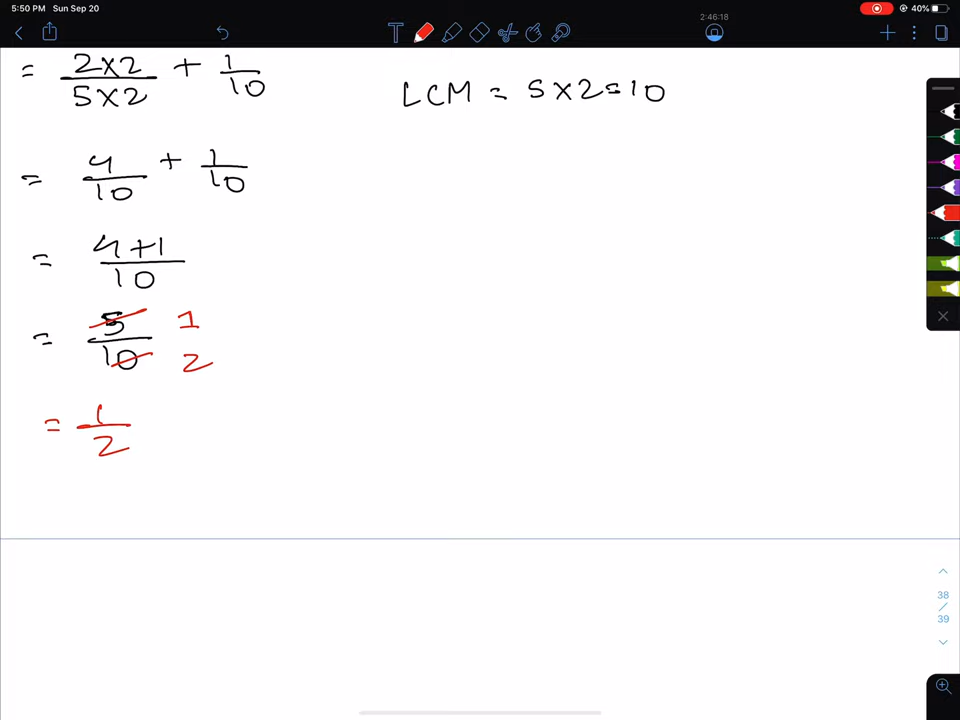 5:50 PM Sun Sep 20
40%
2:46:18
T
= 2x2/5x2 + 1/10
LCM = 5x2=10
= 4/10 + 1/10
= 4+1/10
= 5/10 1 2
= 1/2
38
/
39